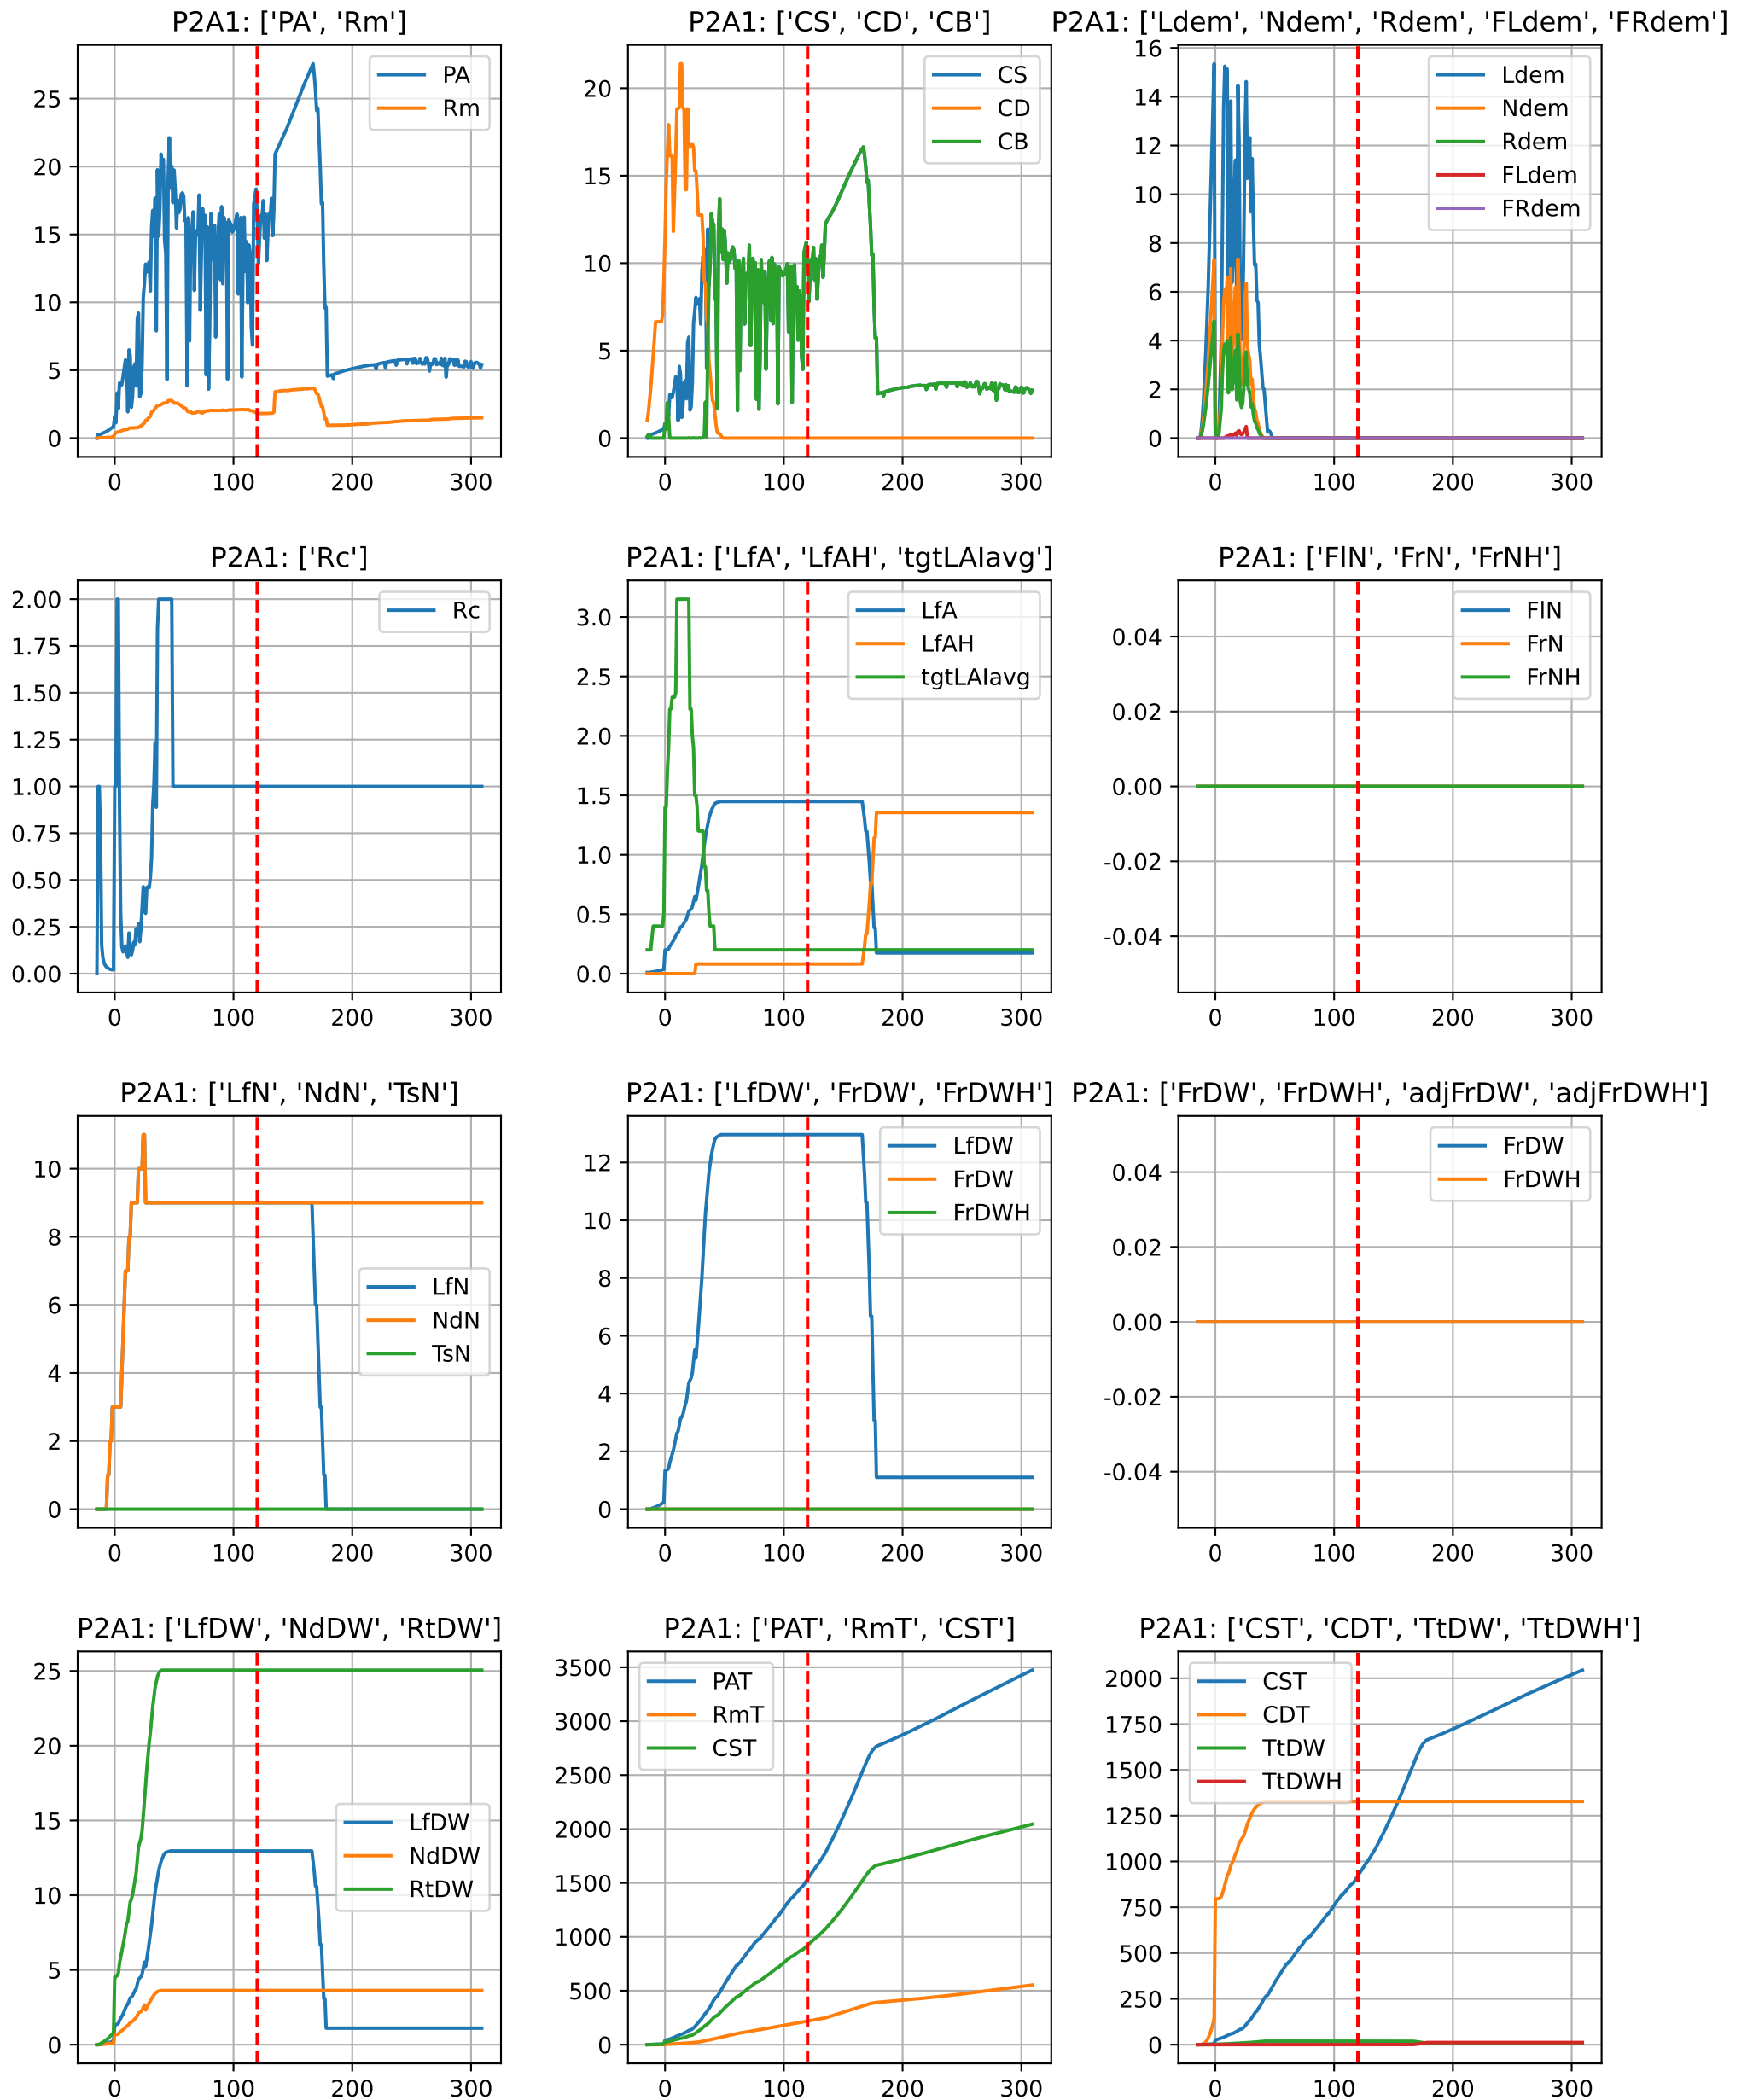 P2A1: ['PA', 'Rm']
PA
Rm
25
20
15
10
5
0
0 100 200 300
P2A1: ['CS', 'CD', 'CB']
CS
CD
CB
20
15
10
5
0
0 100 200 300
P2A1: ['Ldem', 'Ndem', 'Rdem', 'FLdem', 'FRdem']
Ldem
Ndem
Rdem
FLdem
FRdem
16
14
12
10
8
6
4
2
0
0 100 200 300
P2A1: ['Rc']
Rc
2.00
1.75
1.50
1.25
1.00
0.75
0.50
0.25
0.00
0 100 200 300
P2A1: ['LfA', 'LfAH', 'tgtLAIavg']
LfA
LfAH
tgtLAIavg
3.0
2.5
2.0
1.5
1.0
0.5
0.0
0 100 200 300
P2A1: ['FlN', 'FrN', 'FrNH']
FlN
FrN
FrNH
0.04
0.02
0.00
-0.02
-0.04
0 100 200 300
P2A1: ['LfN', 'NdN', 'TsN']
LfN
NdN
TsN
10
8
6
4
2
0
0 100 200 300
P2A1: ['LfDW', 'FrDW', 'FrDWH']
LfDW
FrDW
FrDWH
12
10
8
6
4
2
0
0 100 200 300
P2A1: ['FrDW', 'FrDWH', 'adjFrDW', 'adjFrDWH']
FrDW
FrDWH
0.04
0.02
0.00
-0.02
-0.04
0 100 200 300
P2A1: ['LfDW', 'NdDW', 'RtDW']
LfDW
NdDW
RtDW
25
20
15
10
5
0
0 100 200 300
P2A1: ['PAT', 'RmT', 'CST']
PAT
RmT
CST
3500
3000
2500
2000
1500
1000
500
0
0 100 200 300
P2A1: ['CST', 'CDT', 'TtDW', 'TtDWH']
CST
CDT
TtDW
TtDWH
2000
1750
1500
1250
1000
750
500
250
0
0 100 200 300